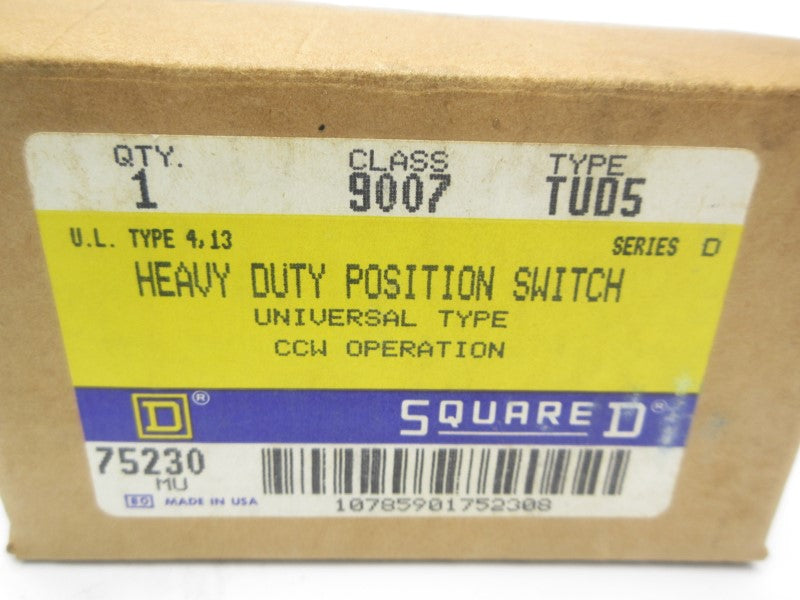 QTY. CLASS TYPE
1 9007 TUD5
U.L. TYPE 4,13 SERIES D
HEAVY DUTY POSITION SWITCH
UNIVERSAL TYPE
CCW OPERATION
D® SQUARE D®
75230
MU
EO MADE IN USA
10785901752308